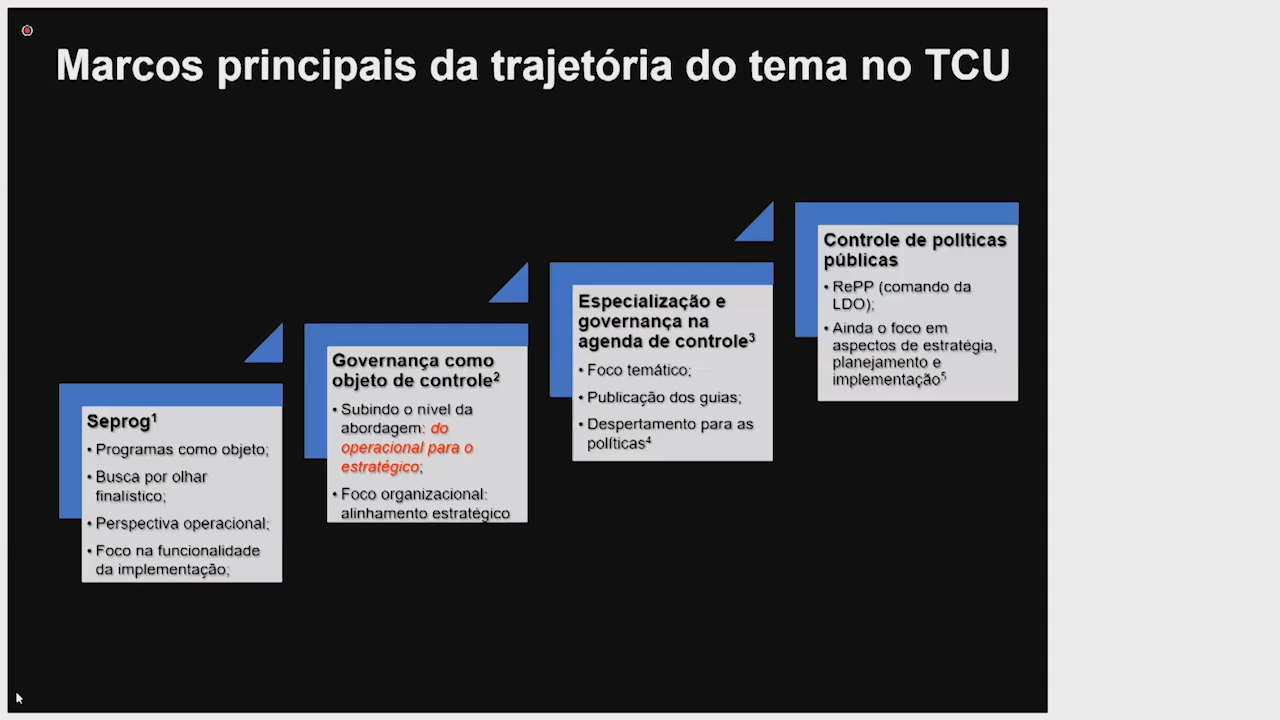 Marcos principais da trajetória do tema no TCU
Seprog¹
• Programas como objeto;
• Busca por olhar
finalístico;
• Perspectiva operacional;
• Foco na funcionalidade
da implementação;
Governança como
objeto de controle²
• Subindo o nível da
abordagem: do
operacional para o
estratégico;
• Foco organizacional:
alinhamento estratégico
Especialização e
governança na
agenda de controle³
• Foco temático;
• Publicação dos guias;
• Despertamento para as
políticas⁴
Controle de políticas
públicas
• RePP (comando da
LDO);
• Ainda o foco em
aspectos de estratégia,
planejamento e
implementação⁵